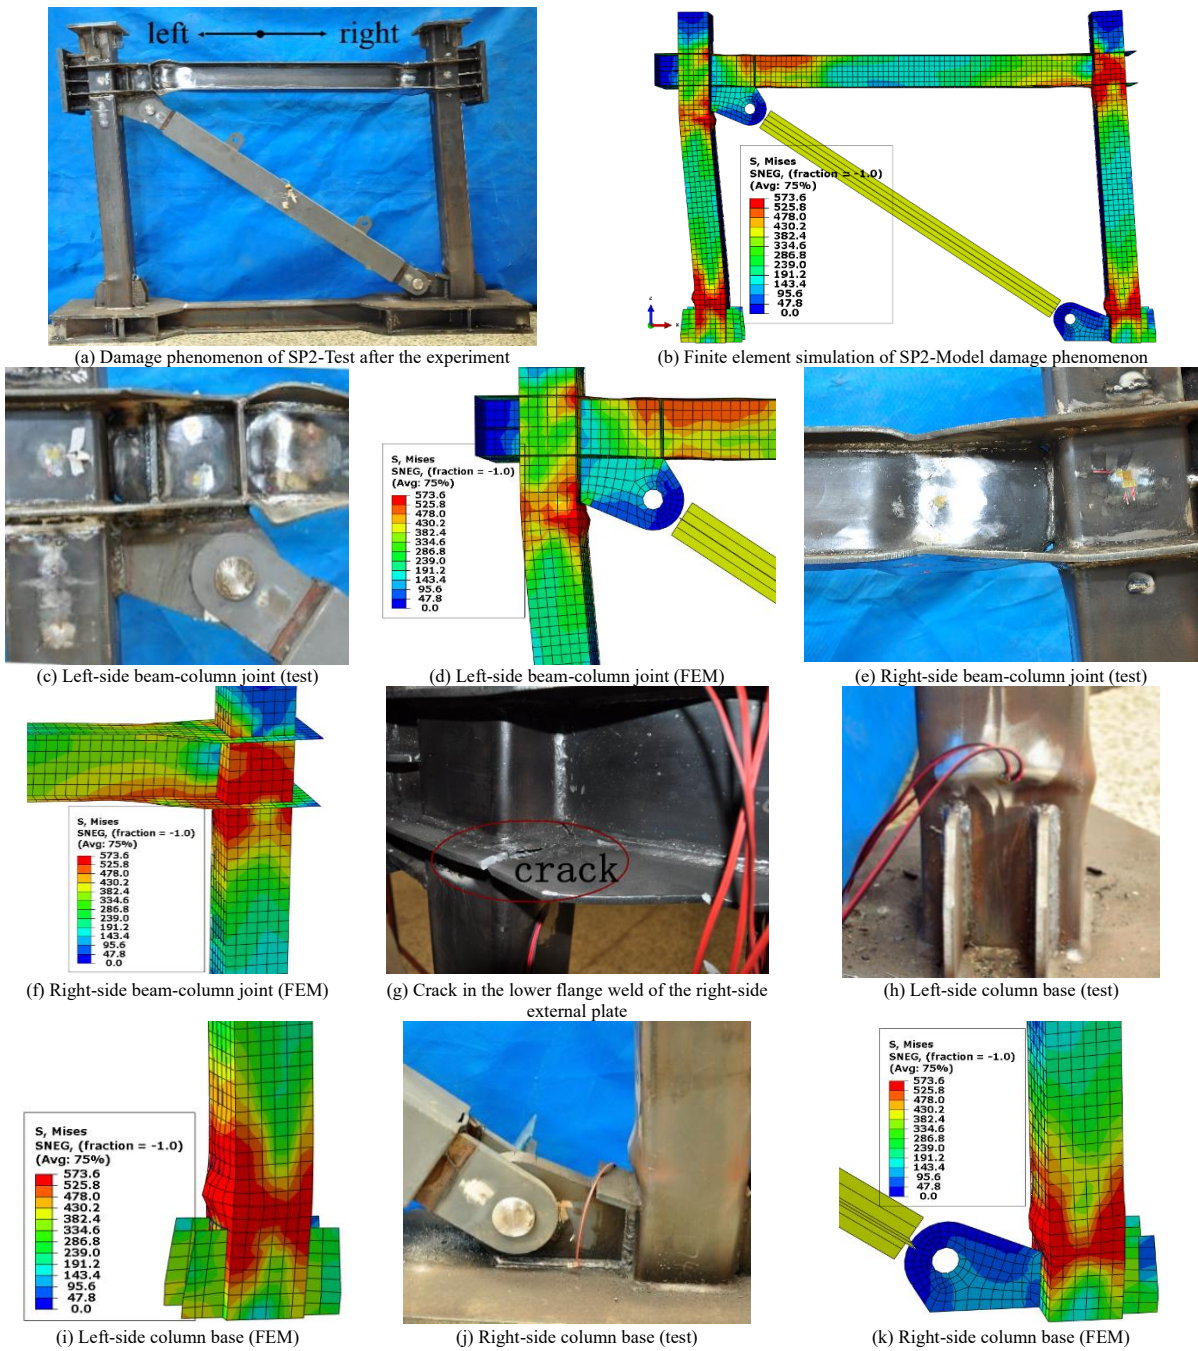 left
right
S, Mises
SNEG, (fraction = -1.0)
(Avg: 75%)
573.6
525.8
478.0
430.2
382.4
334.6
286.8
239.0
191.2
143.4
95.6
47.8
0.0
z
x
(a) Damage phenomenon of SP2-Test after the experiment
(b) Finite element simulation of SP2-Model damage phenomenon
S, Mises
SNEG, (fraction = -1.0)
(Avg: 75%)
573.6
525.8
478.0
430.2
382.4
334.6
286.8
239.0
191.2
143.4
95.6
47.8
0.0
(c) Left-side beam-column joint (test)
(d) Left-side beam-column joint (FEM)
(e) Right-side beam-column joint (test)
S, Mises
SNEG, (fraction = -1.0)
(Avg: 75%)
573.6
525.8
478.0
430.2
382.4
334.6
286.8
239.0
191.2
143.4
95.6
47.8
0.0
crack
(f) Right-side beam-column joint (FEM)
(g) Crack in the lower flange weld of the right-side
external plate
(h) Left-side column base (test)
S, Mises
SNEG, (fraction = -1.0)
(Avg: 75%)
573.6
525.8
478.0
430.2
382.4
334.6
286.8
239.0
191.2
143.4
95.6
47.8
0.0
S, Mises
SNEG, (fraction = -1.0)
(Avg: 75%)
573.6
525.8
478.0
430.2
382.4
334.6
286.8
239.0
191.2
143.4
95.6
47.8
0.0
(i) Left-side column base (FEM)
(j) Right-side column base (test)
(k) Right-side column base (FEM)